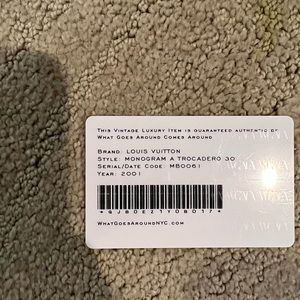 This Vintage Luxury Item is guaranteed authentic by
What Goes Around Comes Around
Brand: LOUIS VUITTON
Style: MONOGRAM A TROCADERO 30
Serial/Date Code: MB0061
Year: 2001
WhatGoesAroundNYC.com